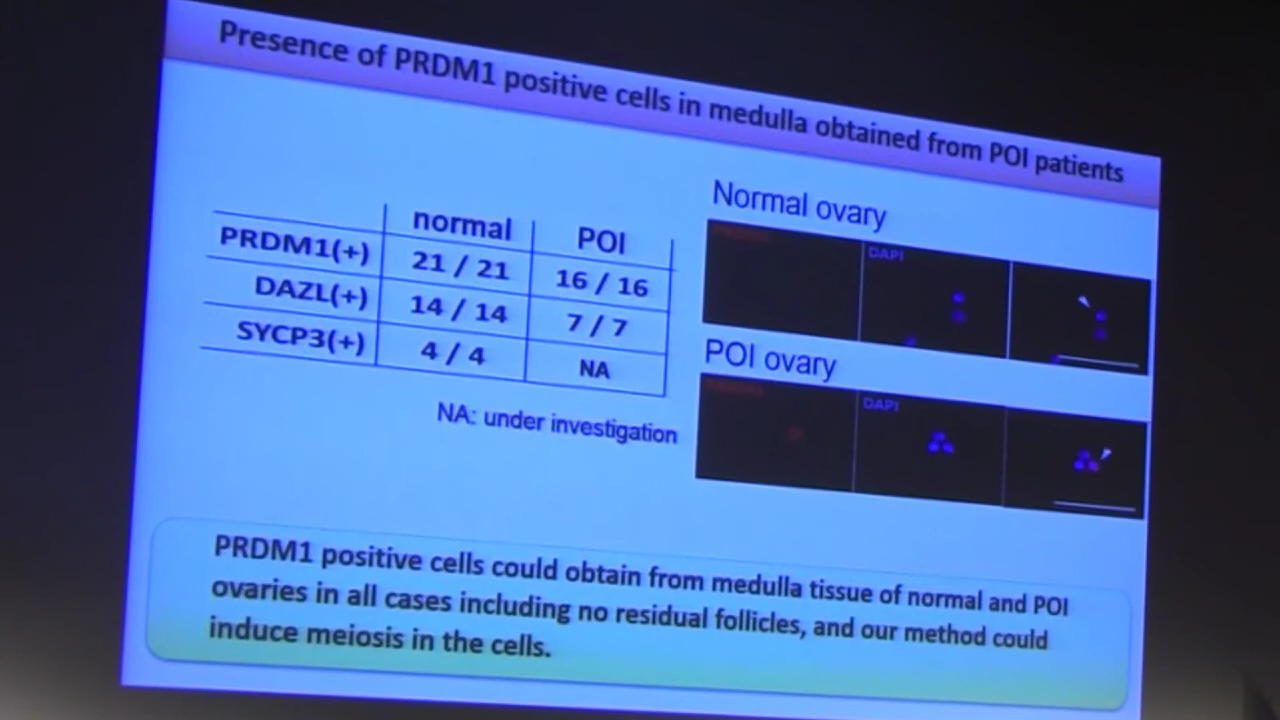 Presence of PRDM1 positive cells in medulla obtained from POI patients
normal POI
PRDM1(+) 21 / 21 16 / 16
DAZL(+) 14 / 14 7 / 7
SYCP3(+) 4 / 4 NA
NA: under investigation
Normal ovary
DAPI
POI ovary
DAPI
PRDM1 positive cells could obtain from medulla tissue of normal and POI
ovaries in all cases including no residual follicles, and our method could
induce meiosis in the cells.